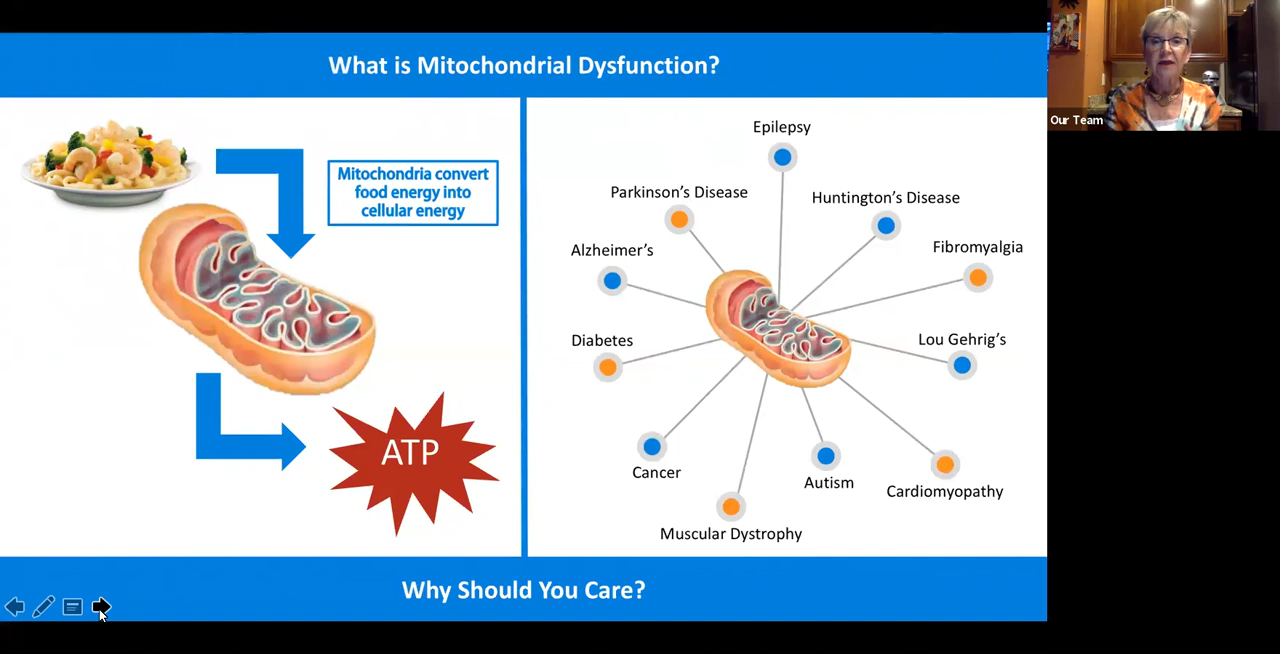 What is Mitochondrial Dysfunction?
Our Team
Mitochondria convert
food energy into
cellular energy
ATP
Epilepsy
Parkinson's Disease
Huntington's Disease
Alzheimer's
Fibromyalgia
Diabetes
Lou Gehrig's
Cancer
Autism
Cardiomyopathy
Muscular Dystrophy
Why Should You Care?